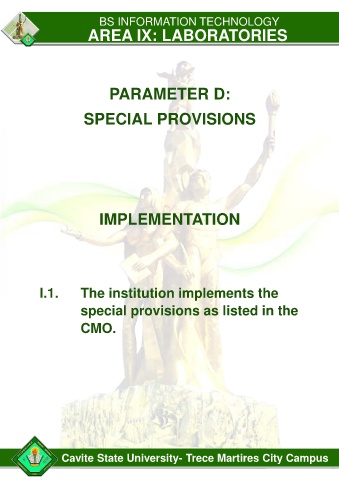 BS INFORMATION TECHNOLOGY
AREA IX: LABORATORIES
PARAMETER D:
SPECIAL PROVISIONS
IMPLEMENTATION
I.1. The institution implements the
special provisions as listed in the
CMO.
Cavite State University- Trece Martires City Campus